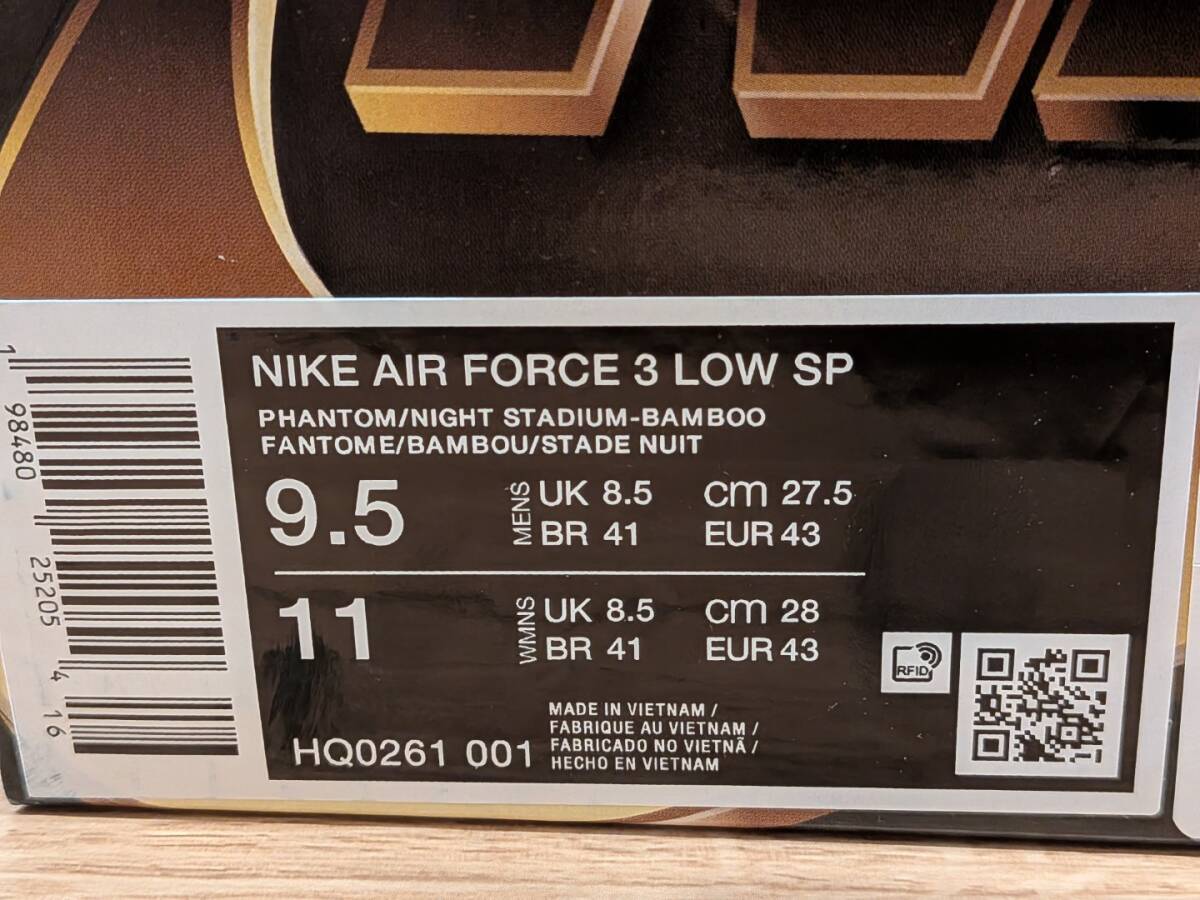 NIKE AIR FORCE 3 LOW SP
PHANTOM/NIGHT STADIUM-BAMBOO
FANTOME/BAMBOU/STADE NUIT
9.5 MENS UK 8.5 cm 27.5
BR 41 EUR 43
11 WMNS UK 8.5 cm 28
BR 41 EUR 43
RFID
MADE IN VIETNAM /
FABRIQUE AU VIETNAM /
FABRICADO NO VIETNÃ /
HECHO EN VIETNAM
HQ0261 001
1 98480 25205 4 16